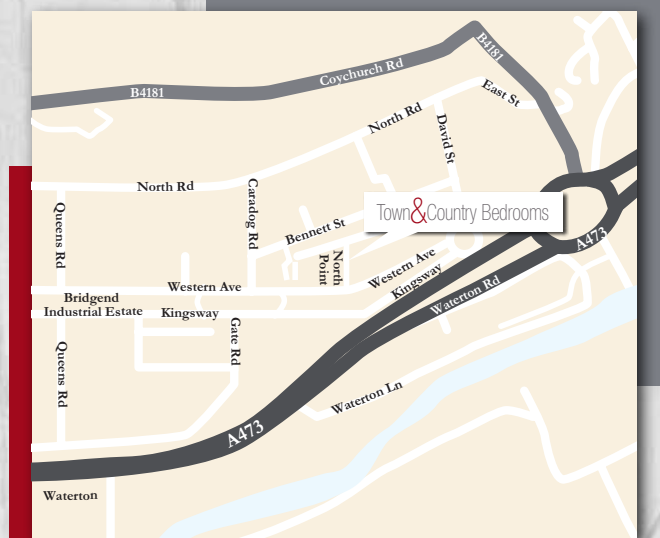 B4181
Coychurch Rd
B4181
East St
North Rd
David St
North Rd
Caradog Rd
Queens Rd
Town&Country Bedrooms
Bennett St
North
Point
A473
Western Ave
Kingsway
Waterton Rd
Western Ave
Bridgend
Industrial Estate
Kingsway
Gate Rd
Queens Rd
Waterton Ln
A473
Waterton